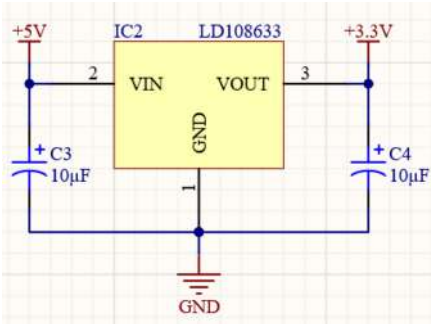 +5V
IC2
LD108633
+3.3V
2
VIN
VOUT
3
GND
1
+ C3
10µF
+ C4
10µF
GND